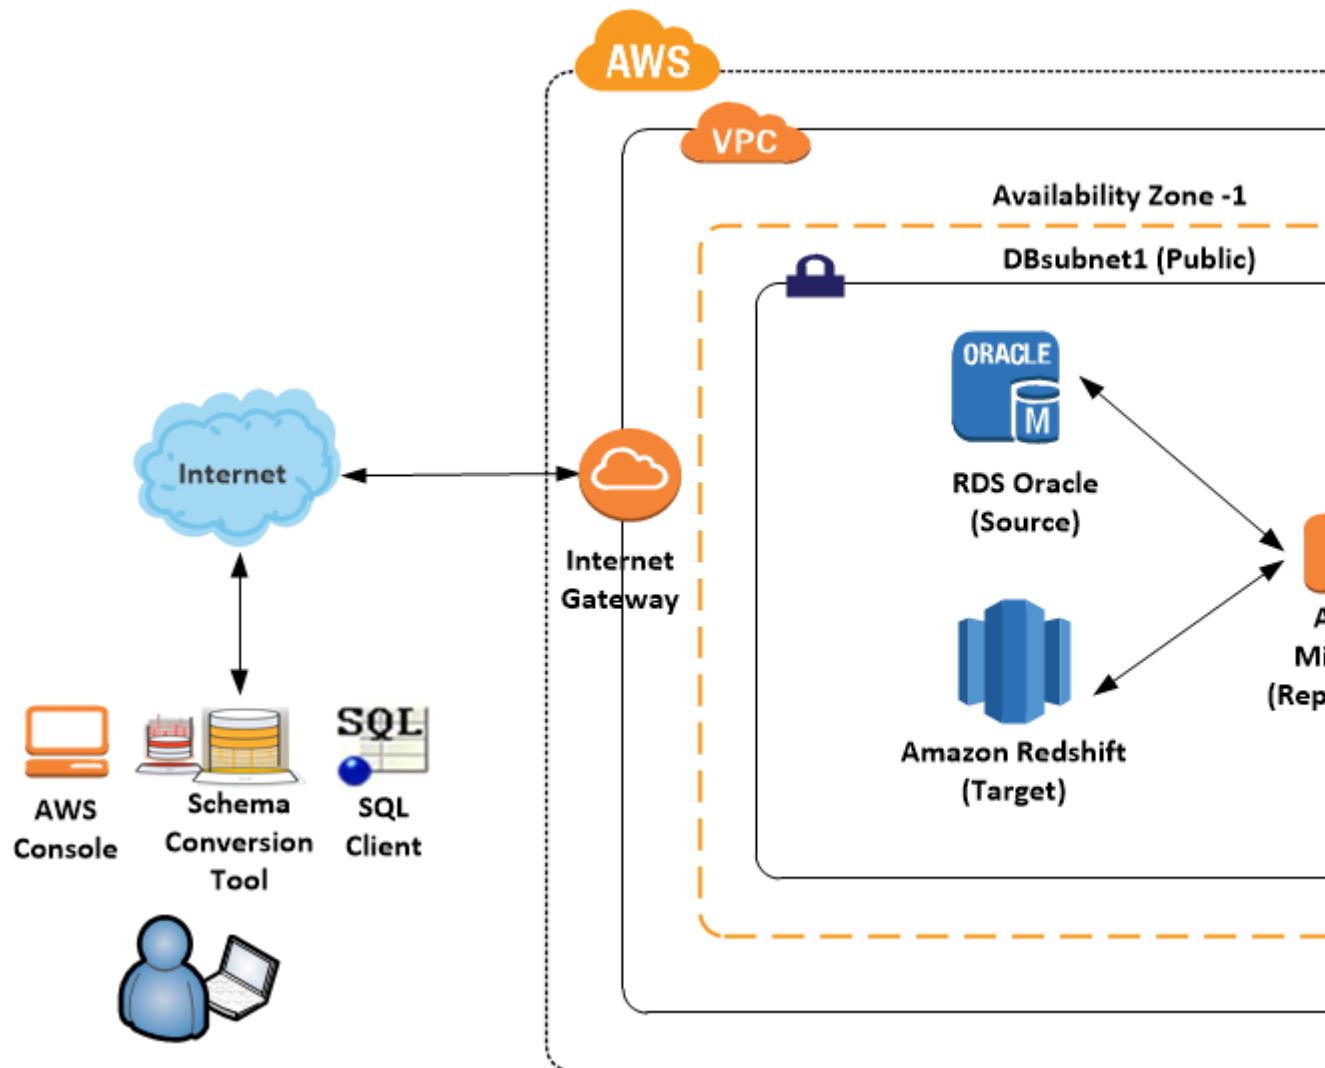 AWS
VPC
Availability Zone -1
DBsubnet1 (Public)
ORACLE
M
RDS Oracle
(Source)
Internet
Internet
Gateway
Amazon Redshift
(Target)
SQL
AWS
Console
Schema
Conversion
Tool
SQL
Client